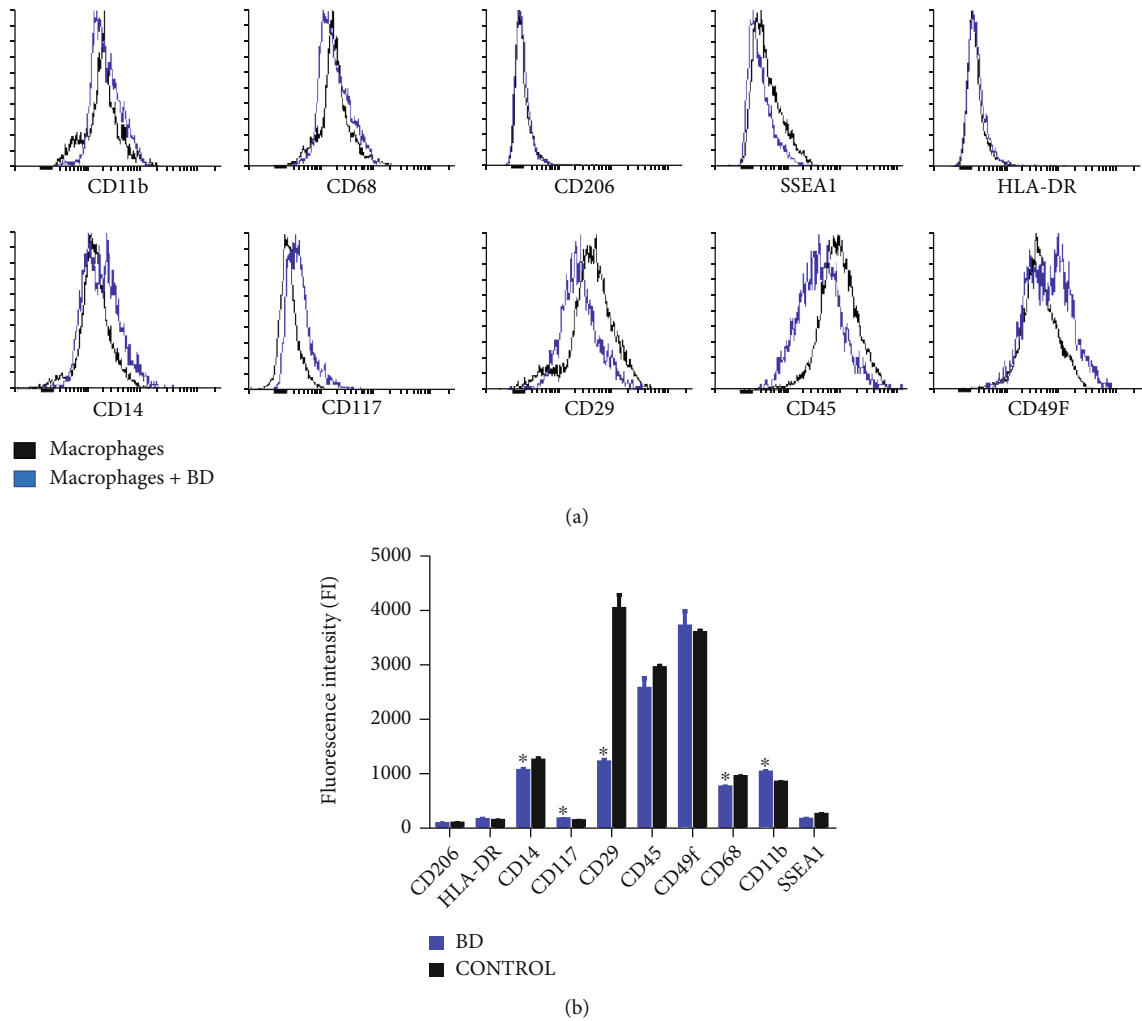 CD11b
CD68
CD206
SSEA1
HLA-DR
CD14
CD117
CD29
CD45
CD49F
Macrophages
Macrophages + BD
(a)
Fluorescence intensity (FI)
5000
4000
3000
2000
1000
0
*
*
*
*
*
CD206
HLA-DR
CD14
CD117
CD29
CD45
CD49f
CD68
CD11b
SSEA1
BD
CONTROL
(b)